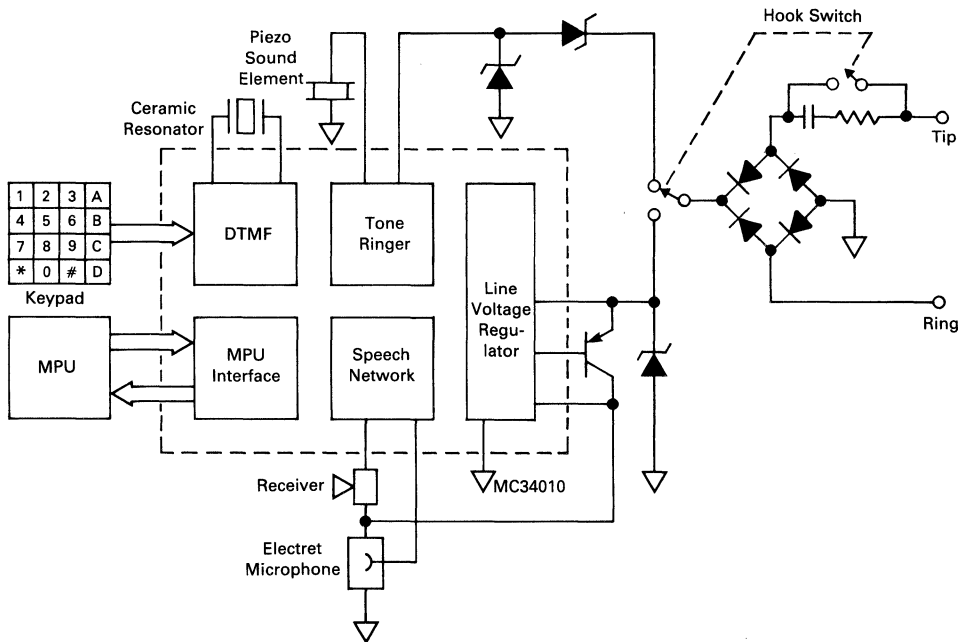 Hook Switch
Piezo
Sound
Element
Ceramic
Resonator
Tip
1 2 3 A
4 5 6 B
7 8 9 C
* 0 # D
Keypad
DTMF
Tone
Ringer
Line
Voltage
Regu-
lator
Ring
MPU
MPU
Interface
Speech
Network
Receiver
MC34010
Electret
Microphone